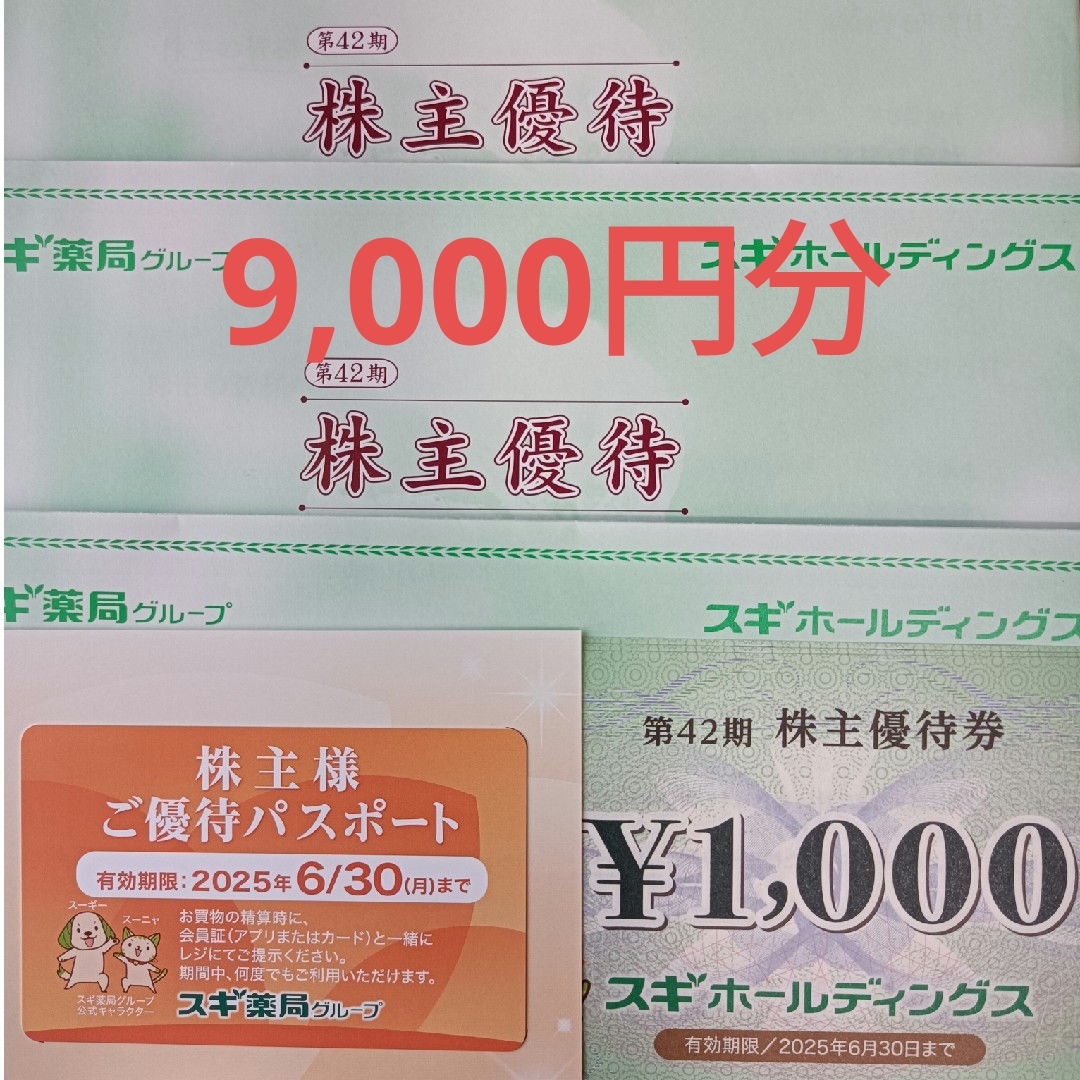 第42期
株主優待
ギ薬局グループ
スギホールディングス
9,000円分
第42期
株主優待
ギ薬局グループ
スギホールディングス
株主様
ご優待パスポート
有効期限:2025年6/30(月)まで
スーギー
スーニャ
お買物の精算時に、
会員証(アプリまたはカード)と一緒に
レジにてご提示ください。
期間中、何度でもご利用いただけます。
スギ薬局グループ
公式キャラクター
スギ薬局グループ
第42期 株主優待券
¥1,000
スギホールディングス
有効期限/2025年6月30日まで